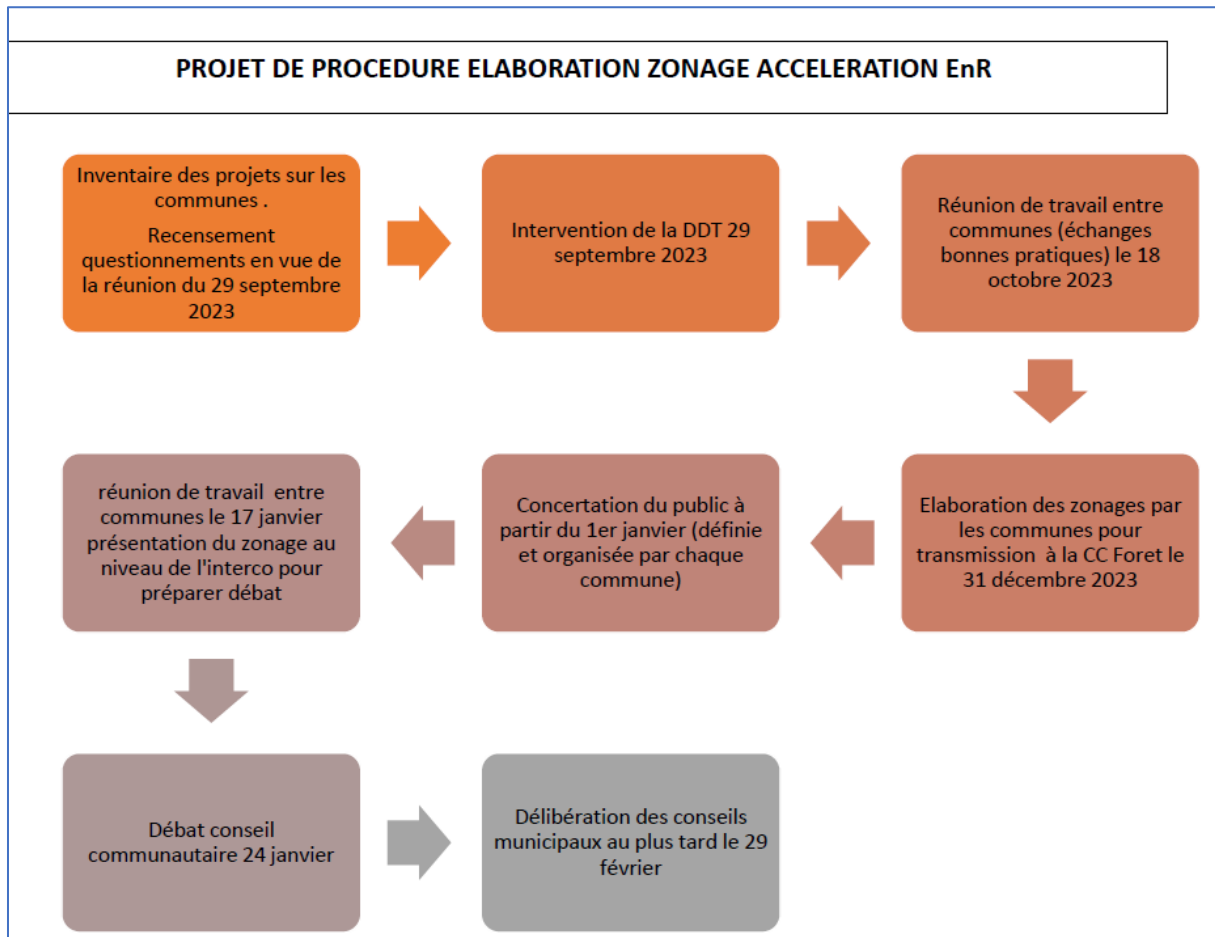 PROJET DE PROCEDURE ELABORATION ZONAGE ACCELERATION EnR
Inventaire des projets sur les
communes .
Recensement
questionnements en vue de
la réunion du 29 septembre
2023
Intervention de la DDT 29
septembre 2023
Réunion de travail entre
communes (échanges
bonnes pratiques) le 18
octobre 2023
Elaboration des zonages par
les communes pour
transmission à la CC Foret le
31 décembre 2023
Concertation du public à
partir du 1er janvier (définie
et organisée par chaque
commune)
réunion de travail entre
communes le 17 janvier
présentation du zonage au
niveau de l'interco pour
préparer débat
Débat conseil
communautaire 24 janvier
Délibération des conseils
municipaux au plus tard le 29
février